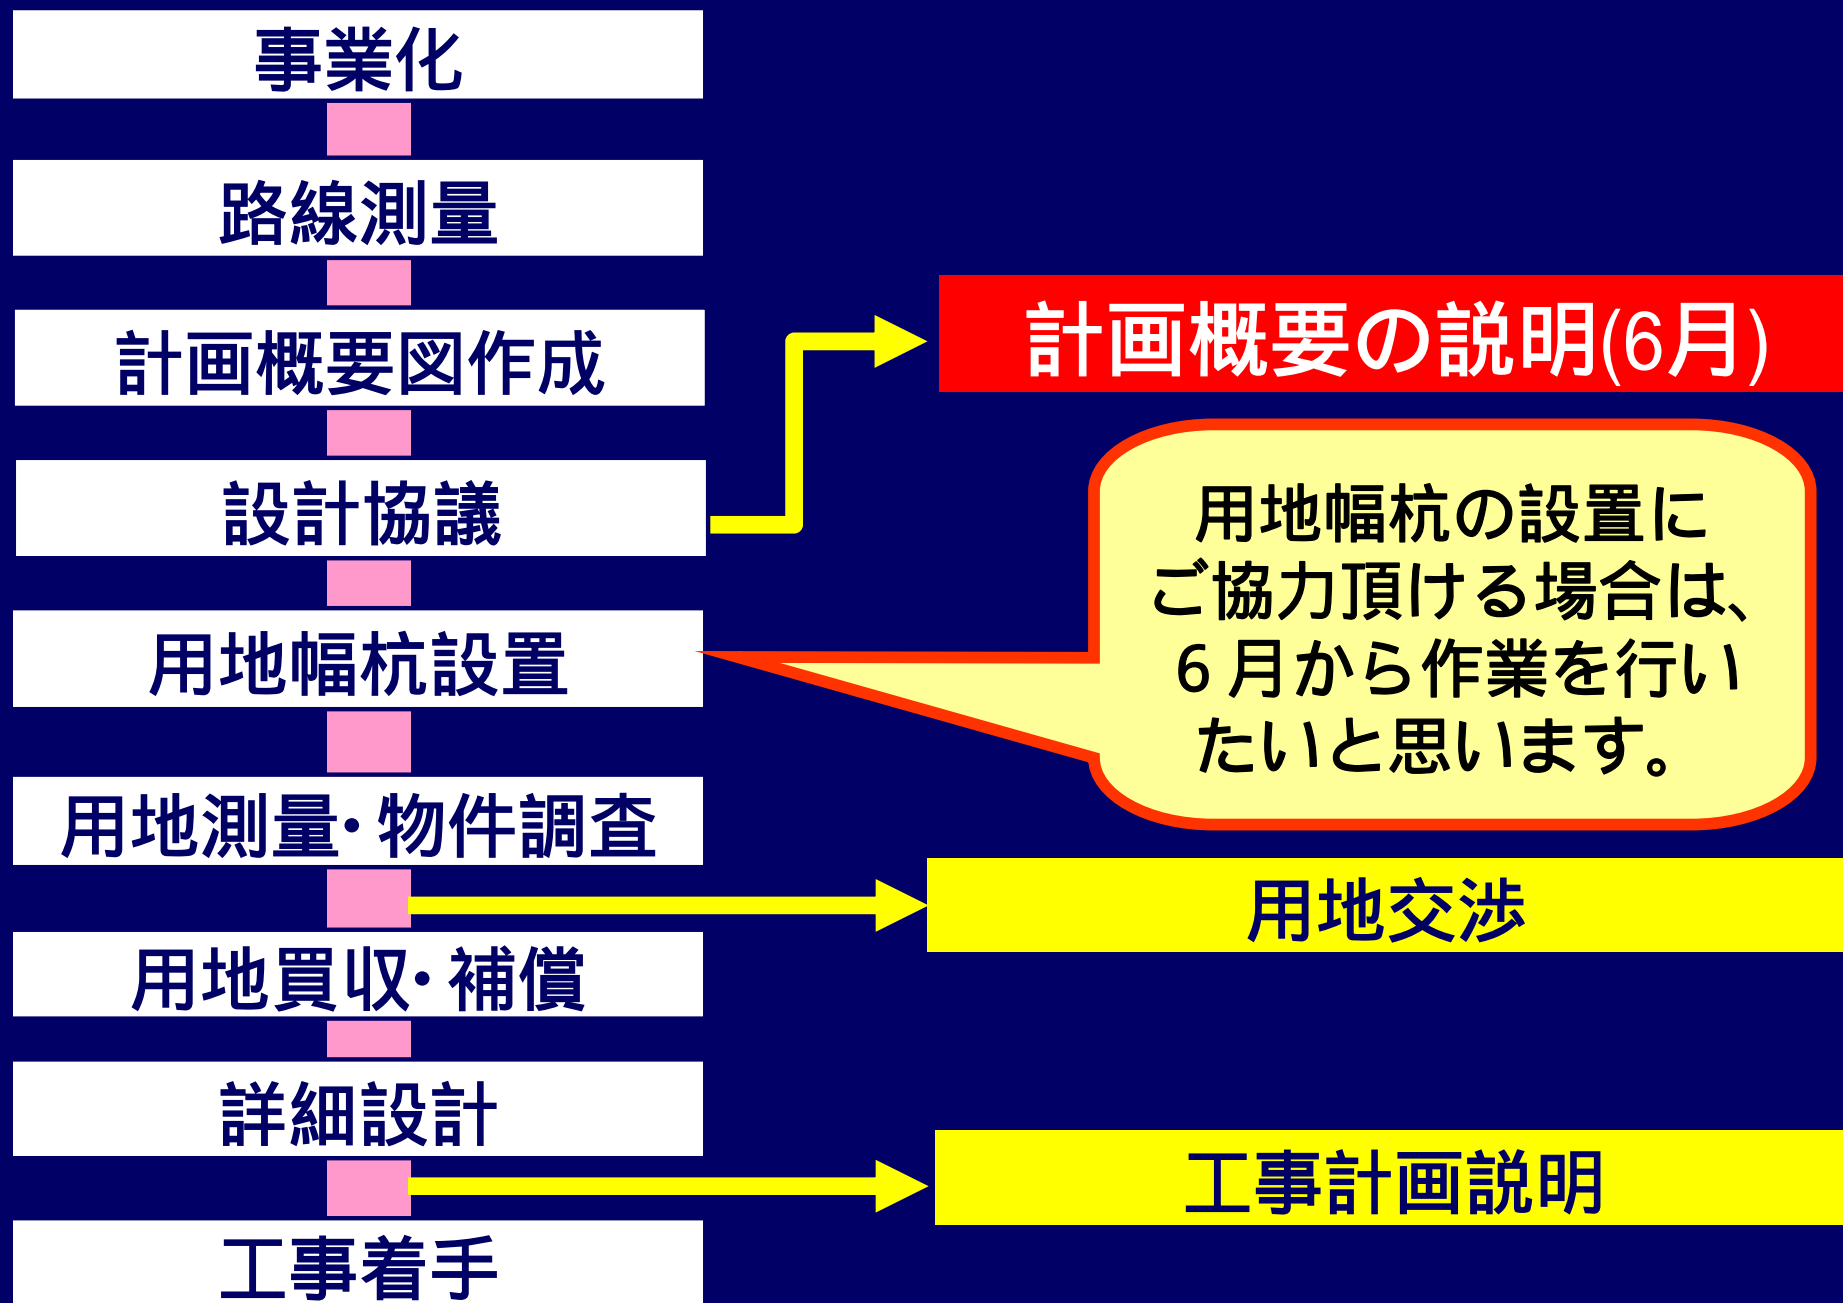 事業化
路線測量
計画概要図作成
設計協議
計画概要の説明(6月)
用地幅杭設置
用地幅杭の設置に
ご協力頂ける場合は、
6月から作業を行い
たいと思います。
用地測量・物件調査
用地交渉
用地買収・補償
詳細設計
工事計画説明
工事着手